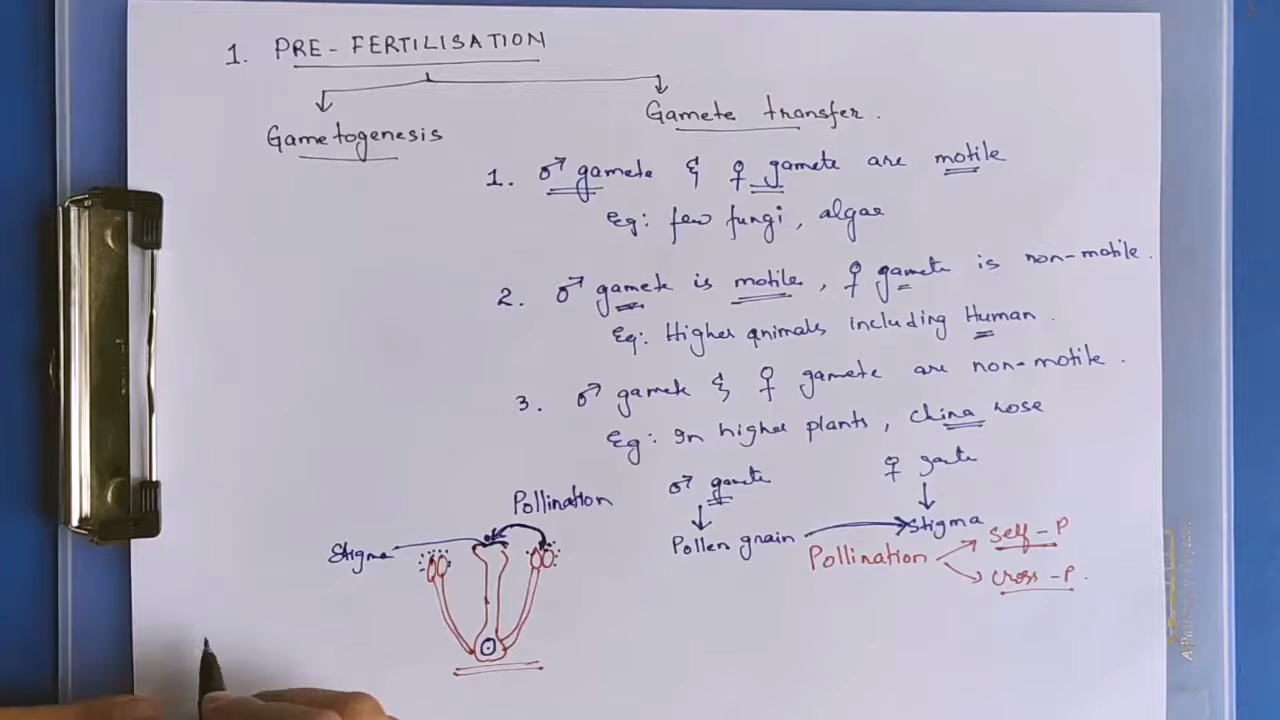 1. PRE-FERTILISATION
Gametogenesis
Gamete transfer.
1. ♂ gamete & ♀ gamete are motile
Eg: few fungi, algae
2. ♂ gamete is motile, ♀ gamete is non-motile.
Eg: Higher animals including Human.
3. ♂ gamete & ♀ gamete are non-motile.
Eg: In higher plants, china rose
♂ gamete
♀ gamete
Pollen grain
Stigma
Pollination
self-P
cross-P.
Pollination
Stigma